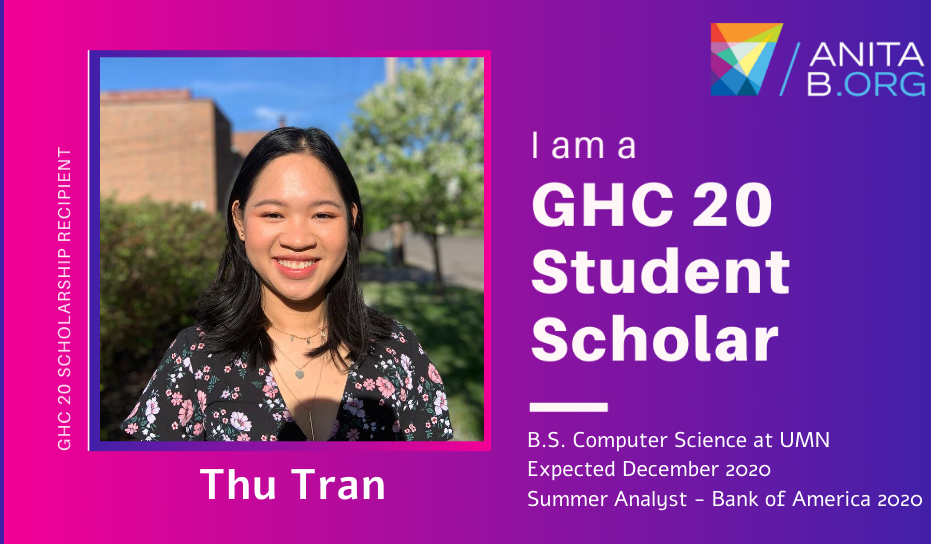 ANITA
B.ORG
GHC 20 SCHOLARSHIP RECIPIENT
I am a
GHC 20
Student
Scholar
B.S. Computer Science at UMN
Expected December 2020
Summer Analyst - Bank of America 2020
Thu Tran